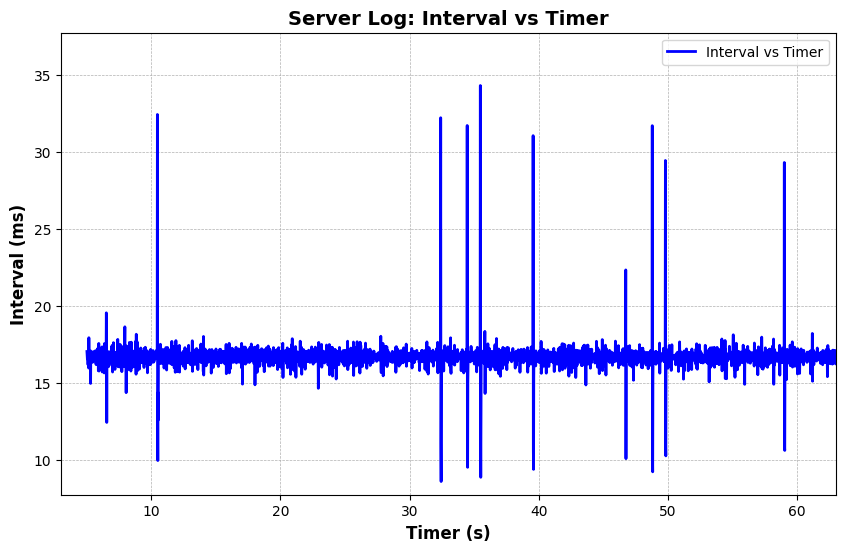 Server Log: Interval vs Timer
Interval vs Timer
35
30
25
20
15
10
Interval (ms)
10 20 30 40 50 60
Timer (s)